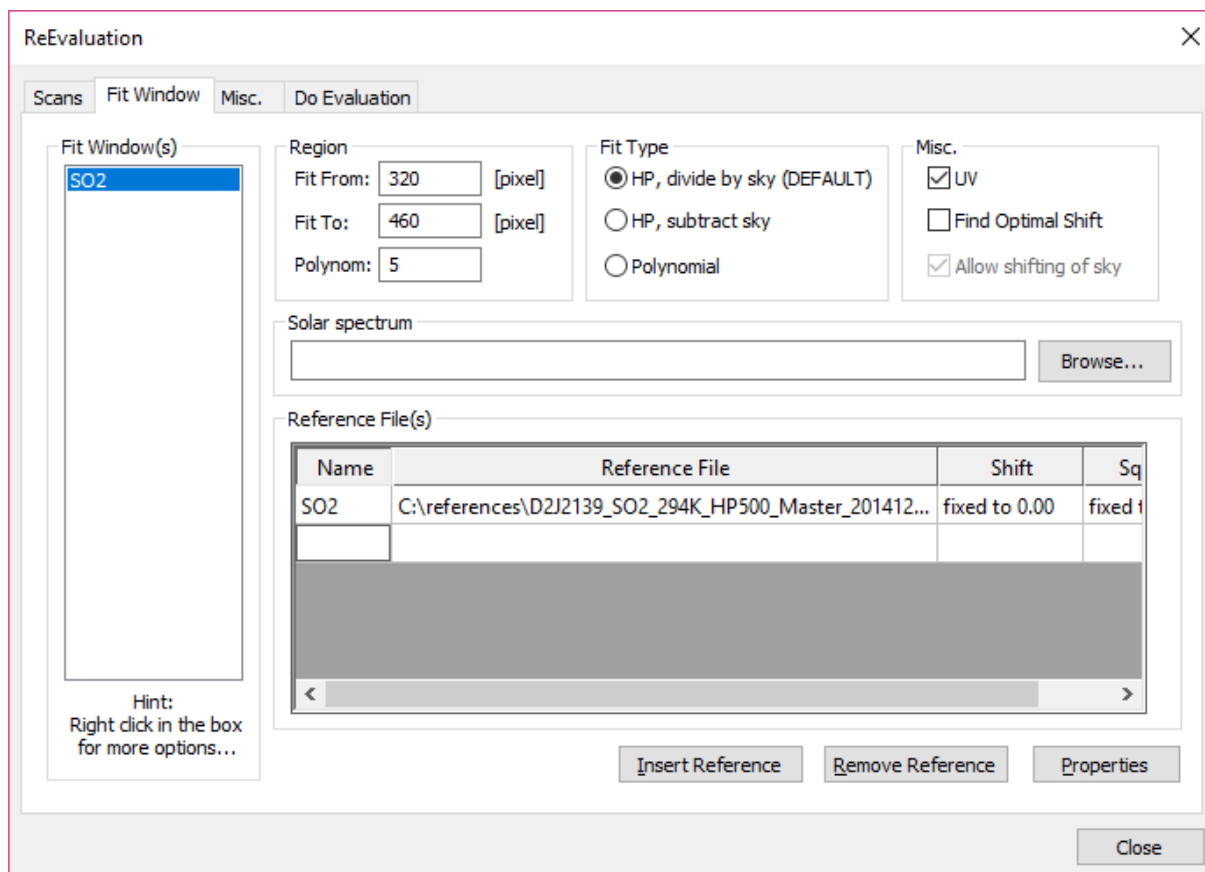 ReEvaluation
Scans Fit Window Misc. Do Evaluation
Fit Window(s)
SO2
Hint:
Right click in the box
for more options...
Region
Fit From: 320 [pixel]
Fit To: 460 [pixel]
Polynom: 5
Fit Type
HP, divide by sky (DEFAULT)
HP, subtract sky
Polynomial
Misc.
UV
Find Optimal Shift
Allow shifting of sky
Solar spectrum
Browse...
Reference File(s)
Name Reference File Shift Sq
SO2 C:\references\D2J2139_SO2_294K_HP500_Master_201412... fixed to 0.00 fixed t
Insert Reference Remove Reference Properties
Close